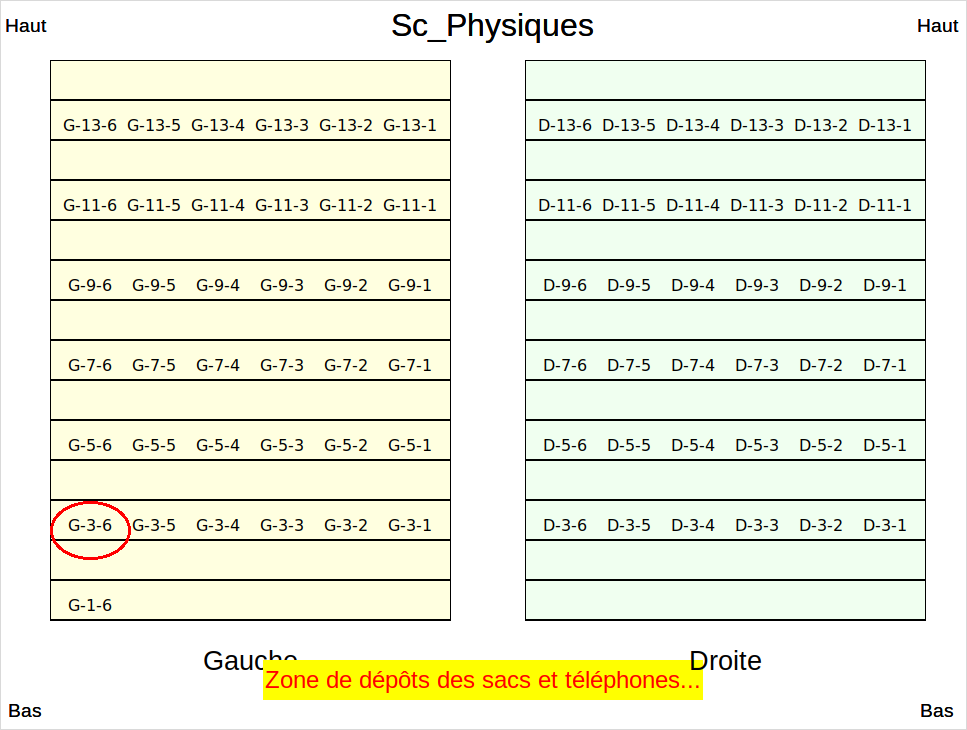 Sc_Physiques
Haut Haut
G-13-6 G-13-5 G-13-4 G-13-3 G-13-2 G-13-1 D-13-6 D-13-5 D-13-4 D-13-3 D-13-2 D-13-1
G-11-6 G-11-5 G-11-4 G-11-3 G-11-2 G-11-1 D-11-6 D-11-5 D-11-4 D-11-3 D-11-2 D-11-1
G-9-6 G-9-5 G-9-4 G-9-3 G-9-2 G-9-1 D-9-6 D-9-5 D-9-4 D-9-3 D-9-2 D-9-1
G-7-6 G-7-5 G-7-4 G-7-3 G-7-2 G-7-1 D-7-6 D-7-5 D-7-4 D-7-3 D-7-2 D-7-1
G-5-6 G-5-5 G-5-4 G-5-3 G-5-2 G-5-1 D-5-6 D-5-5 D-5-4 D-5-3 D-5-2 D-5-1
G-3-6 G-3-5 G-3-4 G-3-3 G-3-2 G-3-1 D-3-6 D-3-5 D-3-4 D-3-3 D-3-2 D-3-1
G-1-6
Gauche Droite
Zone de dépôts des sacs et téléphones...
Bas Bas